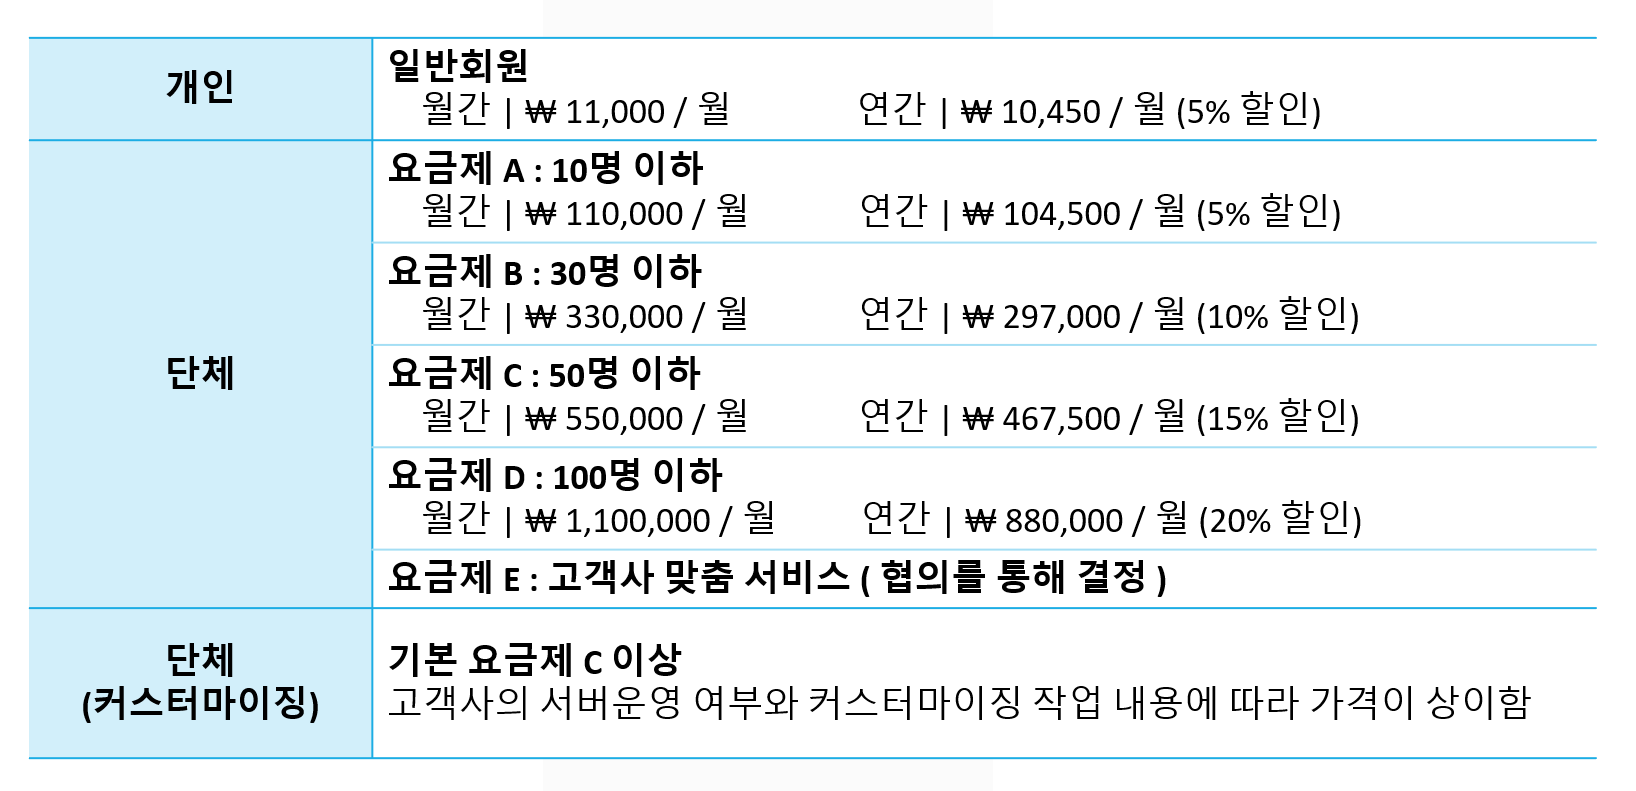 개인
일반회원
월간 | ₩ 11,000 / 월 연간 | ₩ 10,450 / 월 (5% 할인)
단체
요금제 A : 10명 이하
월간 | ₩ 110,000 / 월 연간 | ₩ 104,500 / 월 (5% 할인)
요금제 B : 30명 이하
월간 | ₩ 330,000 / 월 연간 | ₩ 297,000 / 월 (10% 할인)
요금제 C : 50명 이하
월간 | ₩ 550,000 / 월 연간 | ₩ 467,500 / 월 (15% 할인)
요금제 D : 100명 이하
월간 | ₩ 1,100,000 / 월 연간 | ₩ 880,000 / 월 (20% 할인)
요금제 E : 고객사 맞춤 서비스 ( 협의를 통해 결정 )
단체
(커스터마이징)
기본 요금제 C 이상
고객사의 서버운영 여부와 커스터마이징 작업 내용에 따라 가격이 상이함